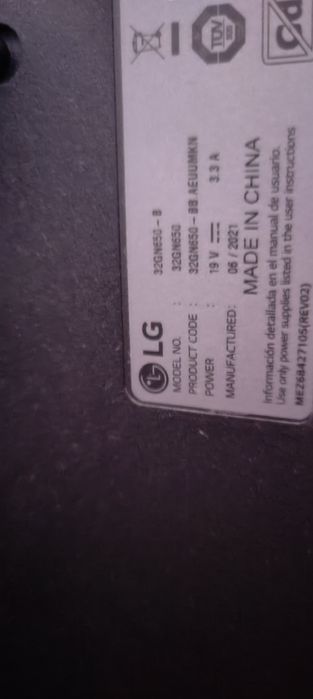 LG 32GN650-B
MODEL NO. : 32GN650
PRODUCT CODE : 32GN650-BB.AEUUMKN
POWER : 19 V 3.3 A
MANUFACTURED: 06 / 2021
MADE IN CHINA
Información detallada en el manual de usuario.
Use only power supplies listed in the user instructions
MEZ68427105(REV02)
TÜV
Cd